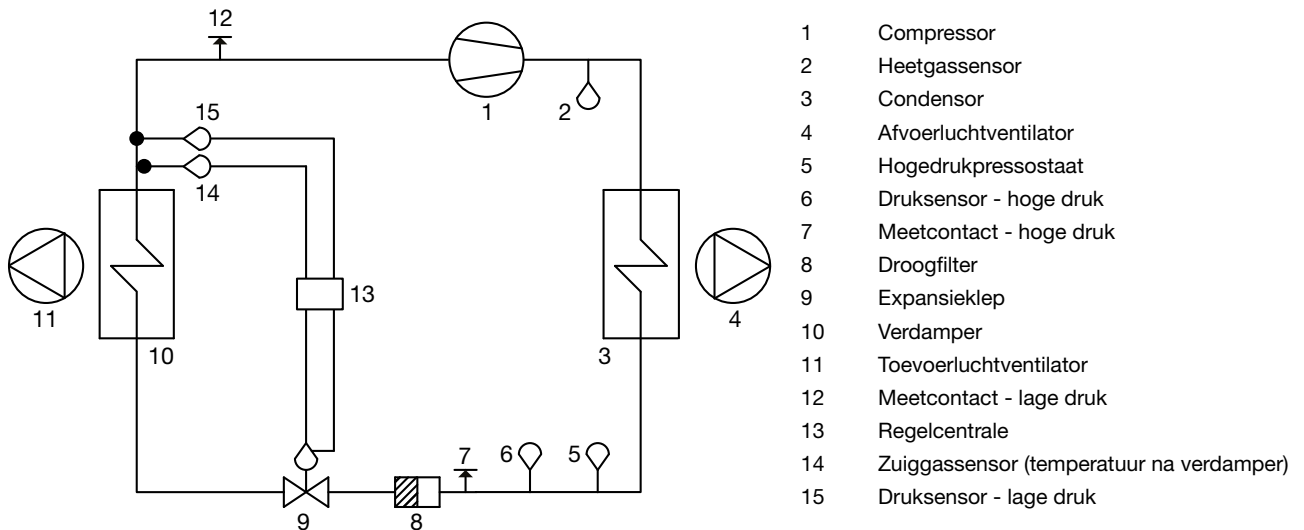 12
1
2
15
14
13
11
10
3
4
7
6
5
9
8
1 Compressor
2 Heetgassensor
3 Condensor
4 Afvoerluchtventilator
5 Hogedrukpressostaat
6 Druksensor - hoge druk
7 Meetcontact - hoge druk
8 Droogfilter
9 Expansieklep
10 Verdamper
11 Toevoerluchtventilator
12 Meetcontact - lage druk
13 Regelcentrale
14 Zuiggassensor (temperatuur na verdamper)
15 Druksensor - lage druk